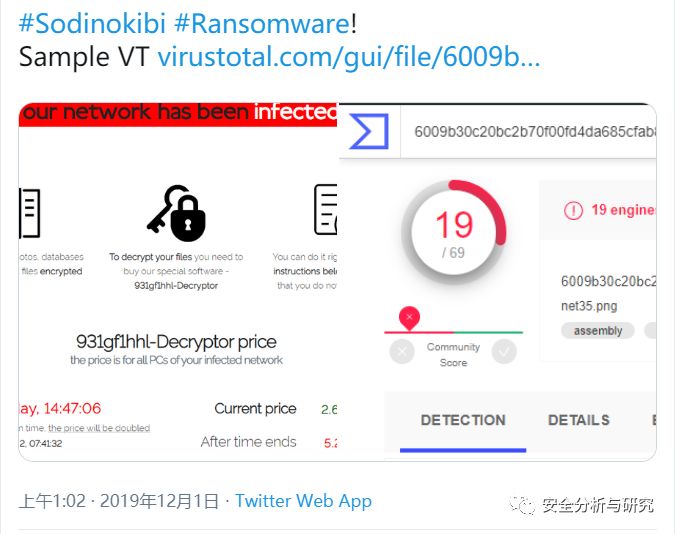 #Sodinokibi #Ransomware!
Sample VT virustotal.com/gui/file/6009b...
our network has been infected
otos, databases
files encrypted
To decrypt your files you need to
buy our special software -
931gf1hhl-Decryptor
You can do it rig
instructions belo
that you do no
931gf1hhl-Decryptor price
the price is for all PCs of your infected network
ay, 14:47:06
n time, the price will be doubled
2, 07:41:32
Current price 2.6
After time ends 5.2
6009b30c20bc2b70f00fd4da685cfab8
19
/ 69
Community
Score
19 engine
6009b30c20bc2
net35.png
assembly
DETECTION DETAILS
上午1:02 · 2019年12月1日 · Twitter Web App
安全分析与研究